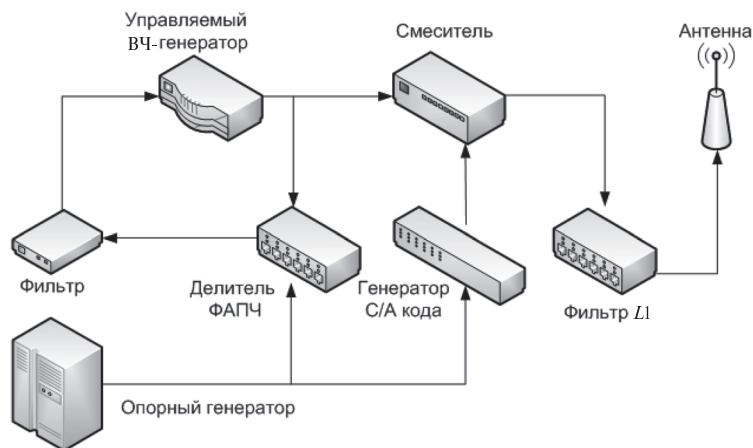 Управляемый
ВЧ-генератор
Смеситель
Антенна
Фильтр
Делитель
ФАПЧ
Генератор
С/А кода
Фильтр L1
Опорный генератор